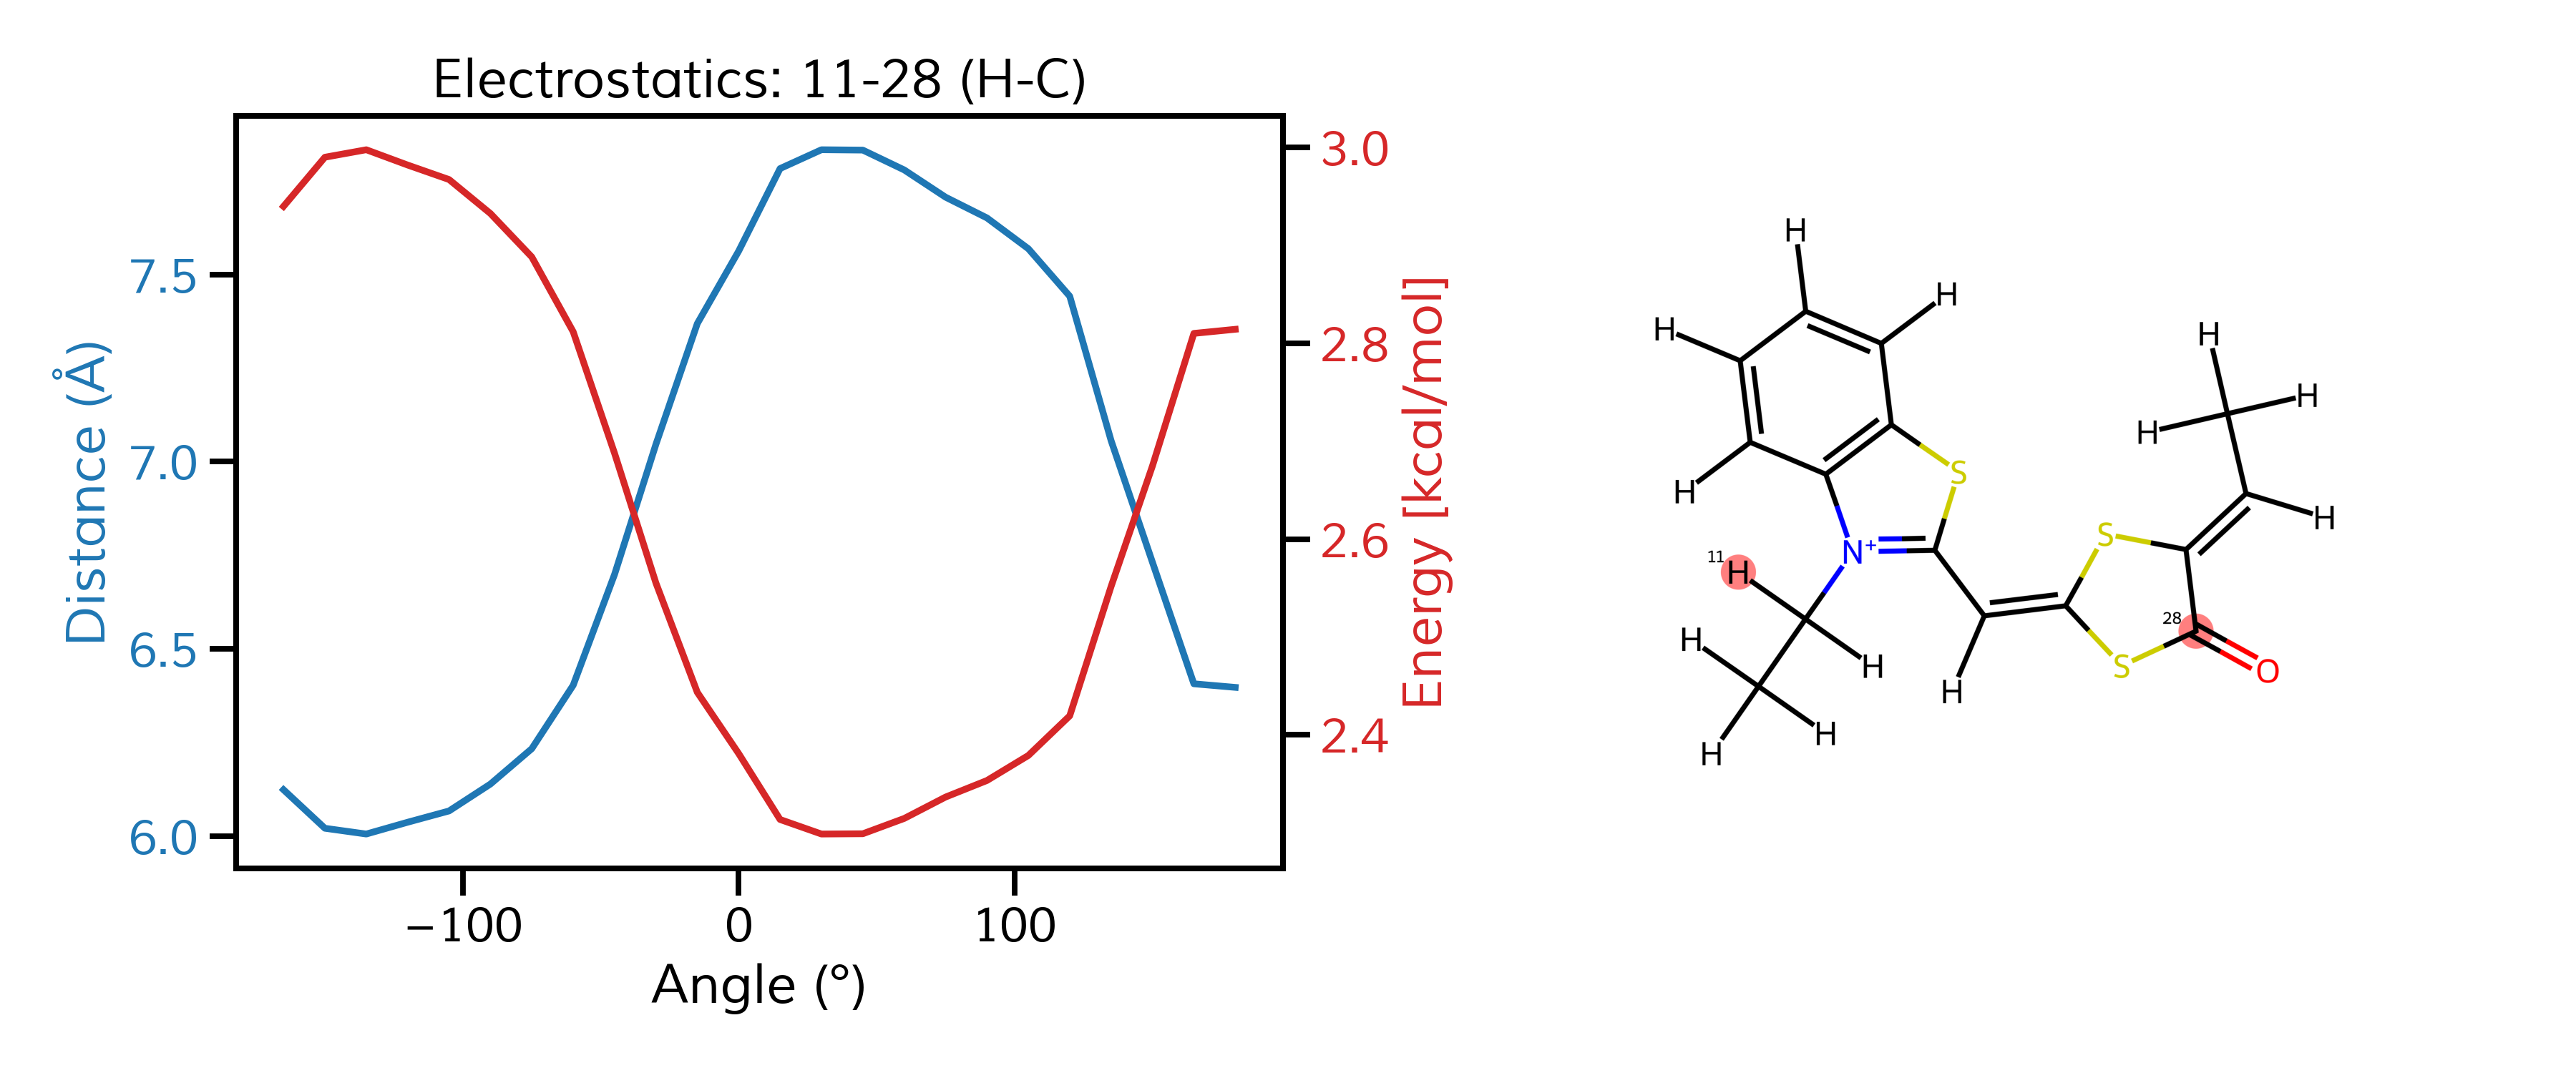 Electrostatics: 11-28 (H-C)
7.5
7.0
6.5
6.0
Distance (Å)
−100
0
100
Angle (°)
3.0
2.8
2.6
2.4
Energy [kcal/mol]
H
H
H
H
S
H
H
H
H
S
N+
11
H
28
H
H
S
O
H
H
H